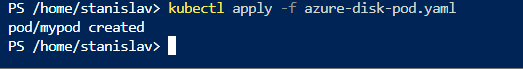 PS /home/stanislav> kubectl apply -f azure-disk-pod.yaml
pod/mypod created
PS /home/stanislav>